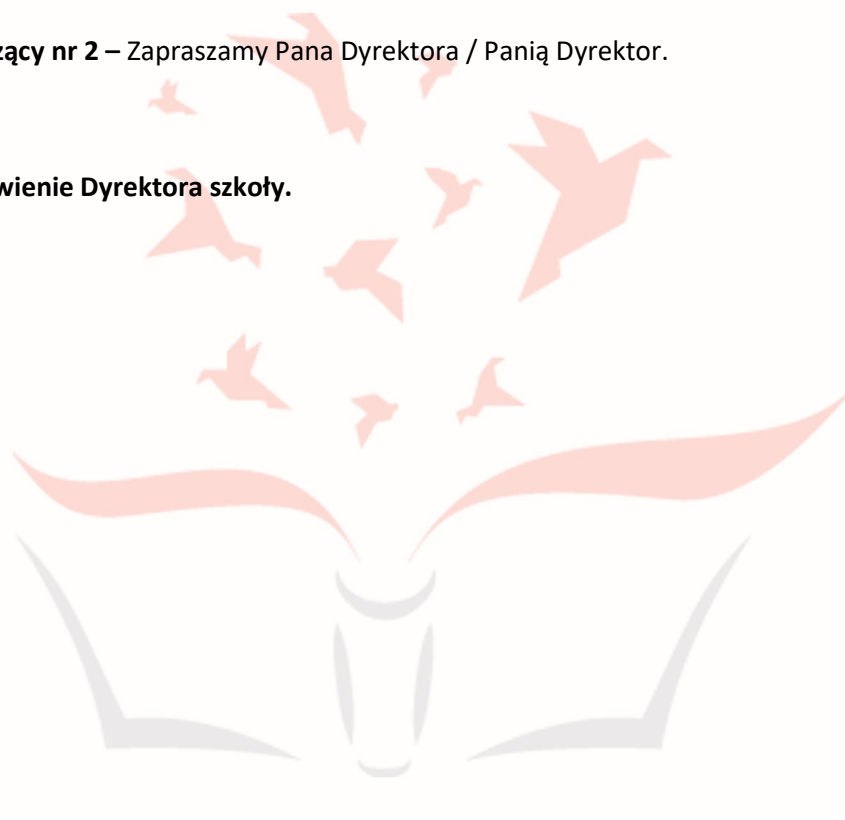 zący nr 2 – Zapraszamy Pana Dyrektora / Panią Dyrektor.
wienie Dyrektora szkoły.